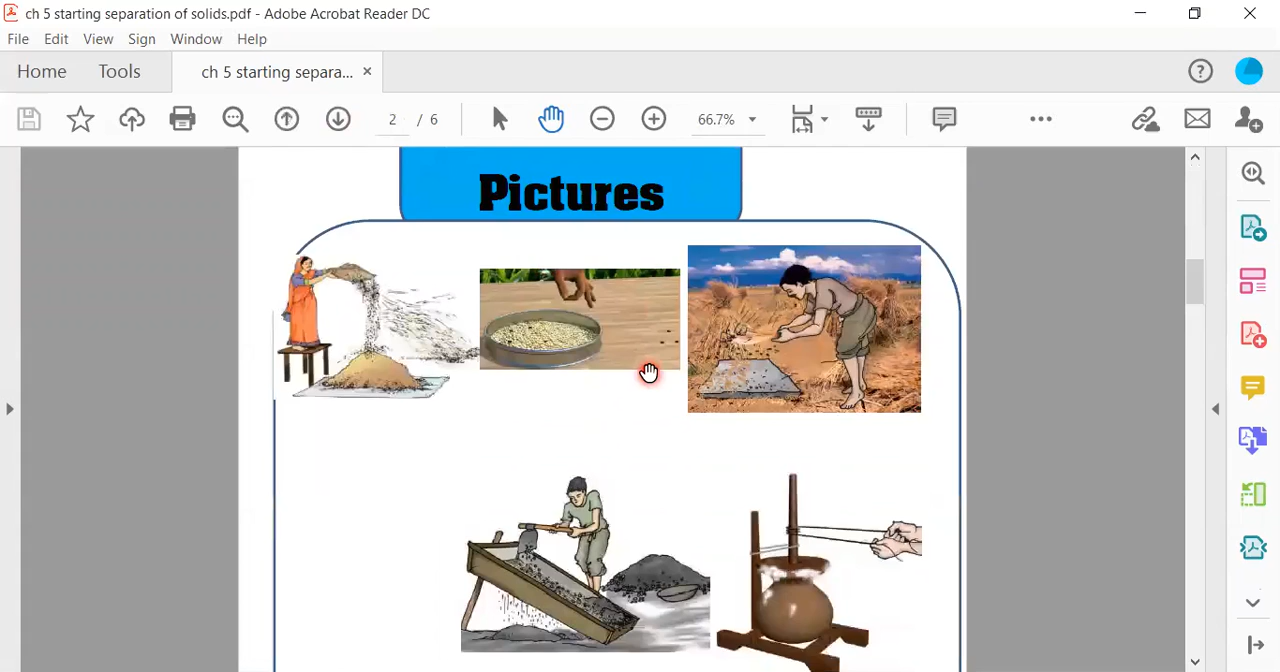 ch 5 starting separation of solids.pdf - Adobe Acrobat Reader DC
File Edit View Sign Window Help
Home Tools ch 5 starting separa... ×
2 / 6 66.7%
Pictures